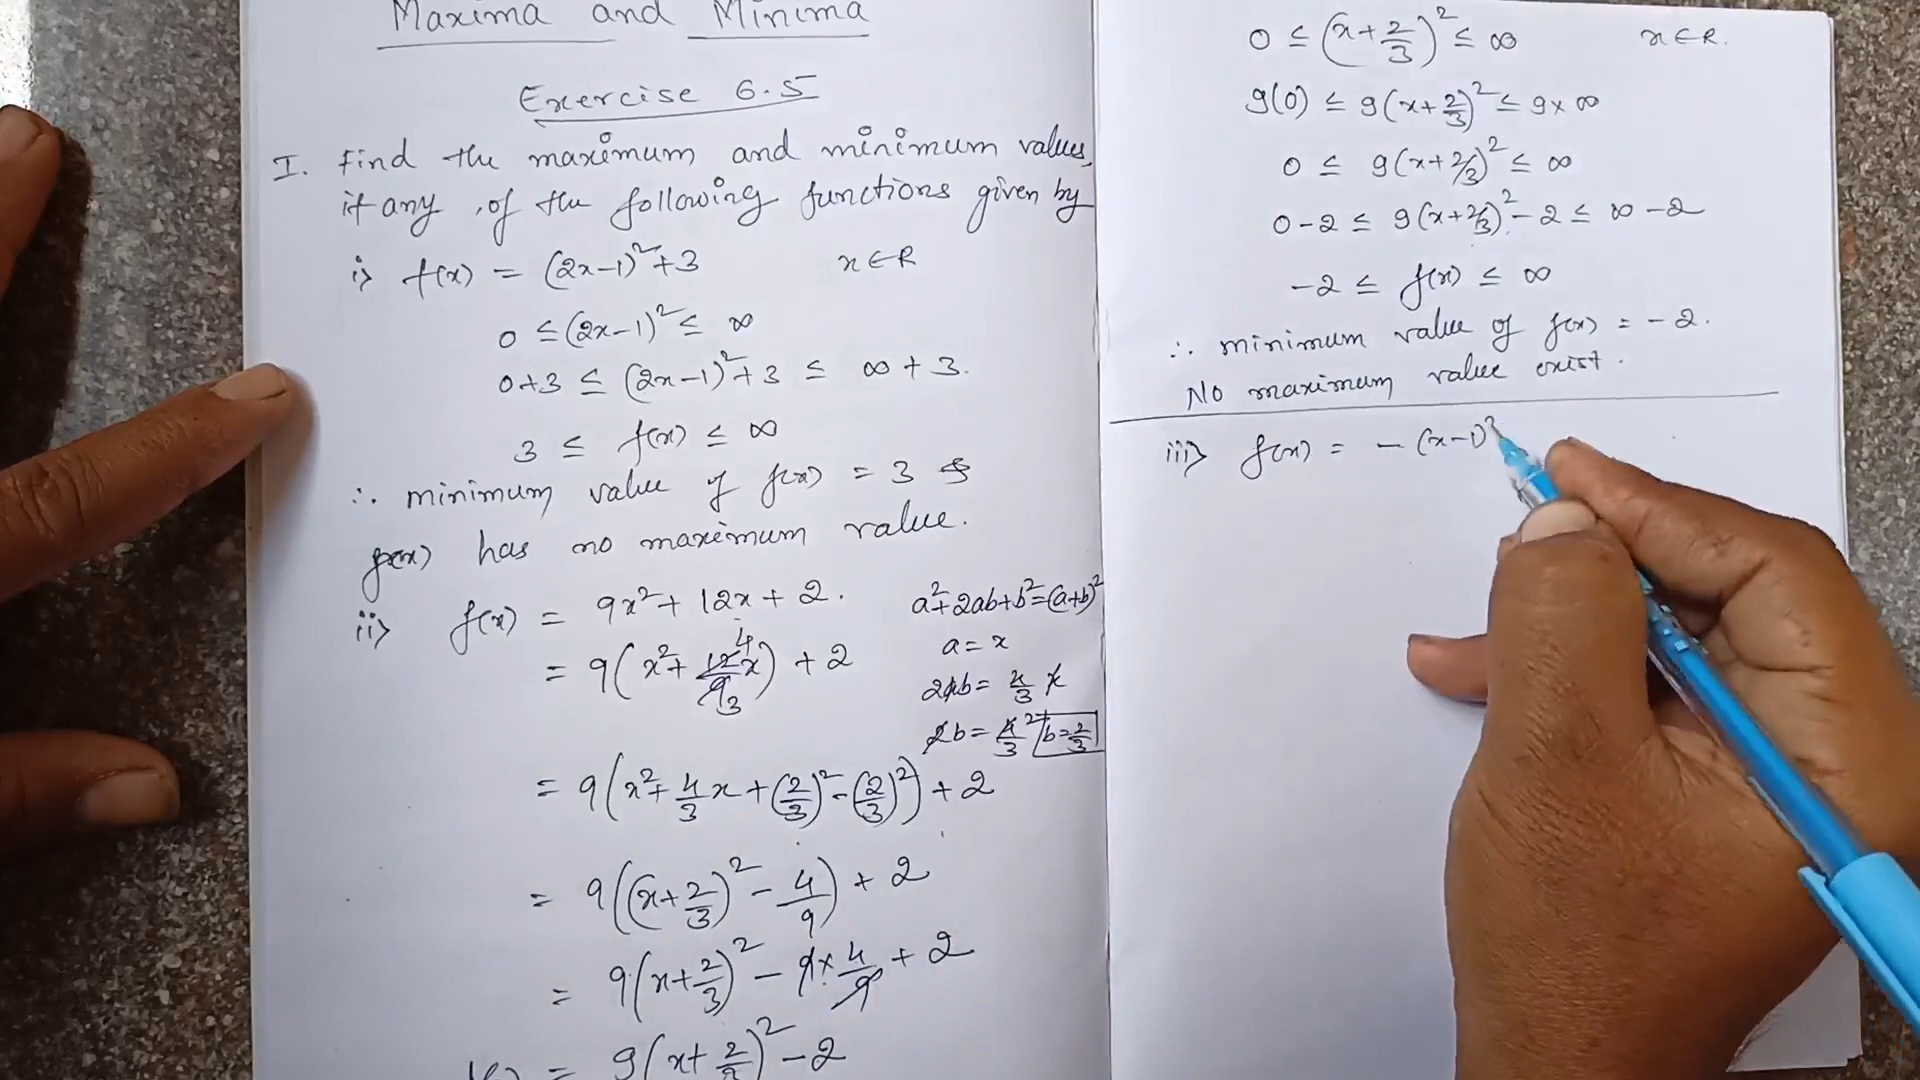 Maxima and Minima
Exercise 6.5
I. Find the maximum and minimum values,
if any, of the following functions given by
i> f(x) = (2x-1)²+3 x∈R
0 ≤ (2x-1)² ≤ ∞
0+3 ≤ (2x-1)²+3 ≤ ∞+3.
3 ≤ f(x) ≤ ∞
∴ minimum value of f(x) = 3 &
f(x) has no maximum value.
ii> f(x) = 9x²+12x+2. a²+2ab+b²=(a+b)²
= 9(x²+12/9 4/3 x)+2 a=x
2ab = 4/3 x
2b = 4/3 2 b=2/3
= 9(x²+4/3x+(2/3)²-(2/3)²)+2
= 9((x+2/3)²-4/9)+2
= 9(x+2/3)²-9×4/9+2
= 9(x+2/3)²-2
0 ≤ (x+2/3)² ≤ ∞ x∈R.
9(0) ≤ 9(x+2/3)² ≤ 9×∞
0 ≤ 9(x+2/3)² ≤ ∞
0-2 ≤ 9(x+2/3)²-2 ≤ ∞-2
-2 ≤ f(x) ≤ ∞
∴ minimum value of f(x) = -2.
No maximum value exist.
iii> f(x) = -(x-1)²